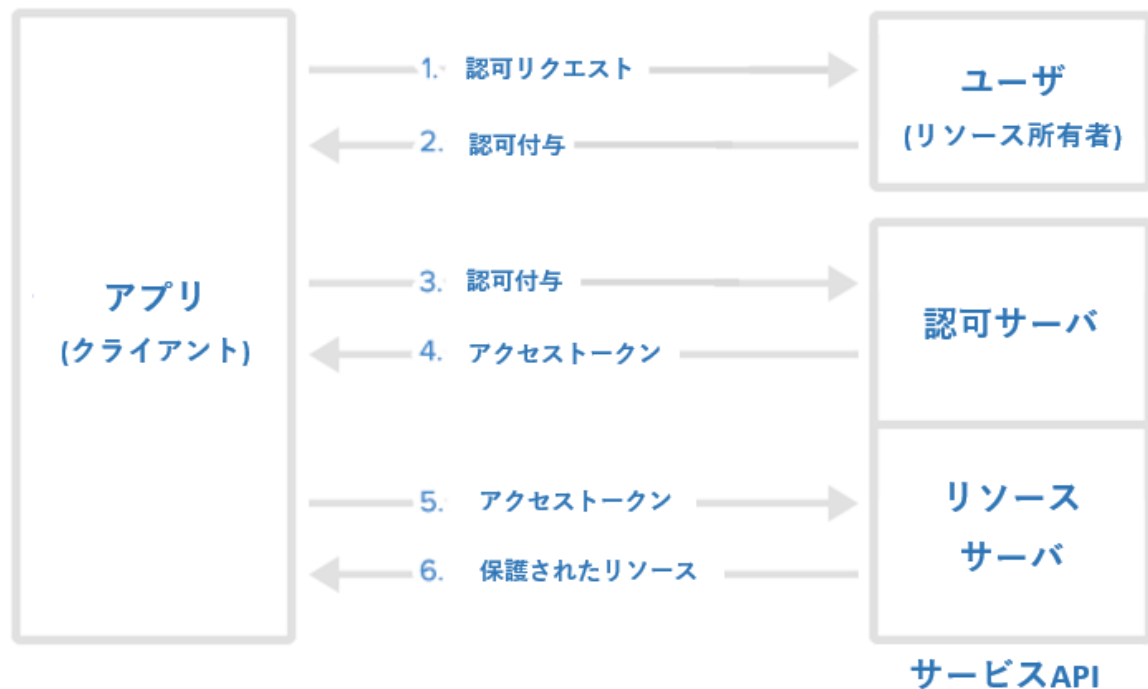 1. 認可リクエスト
ユーザ
(リソース所有者)
2. 認可付与
アプリ
(クライアント)
3. 認可付与
認可サーバ
4. アクセストークン
5. アクセストークン
リソース
サーバ
6. 保護されたリソース
サービスAPI